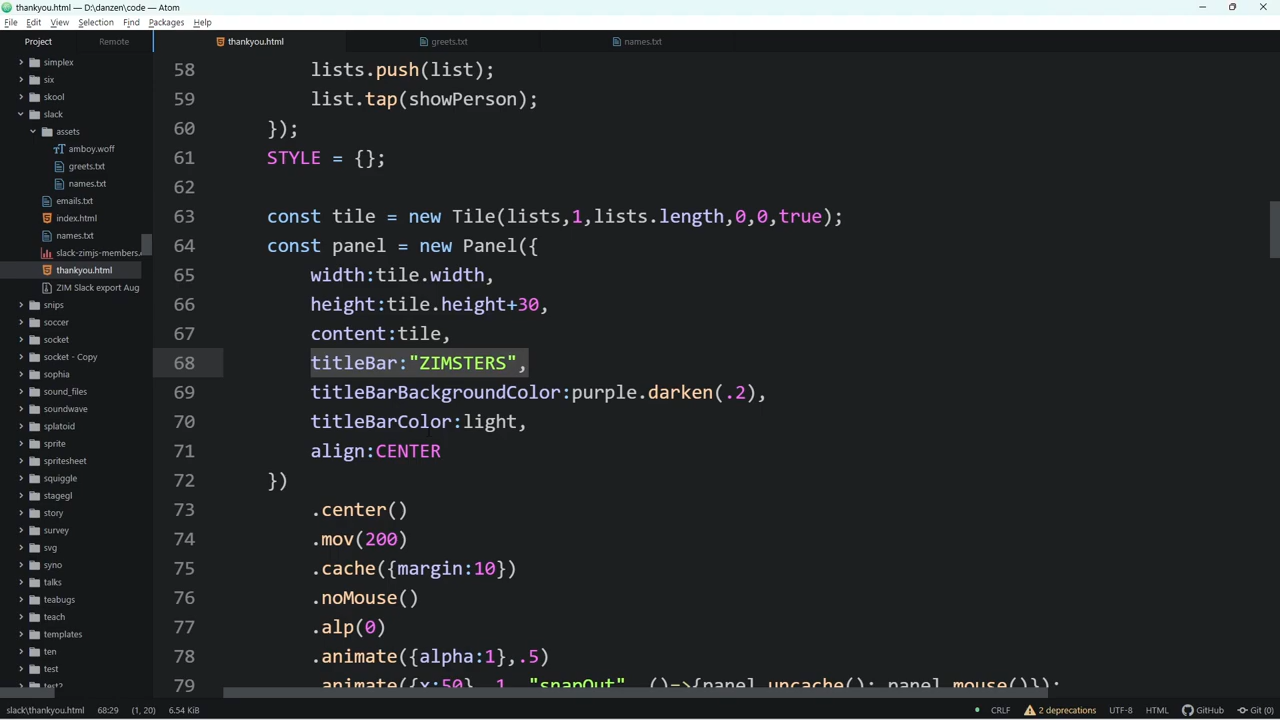 thankyou.html — D:\danzen\code — Atom
File Edit View Selection Find Packages Help
Project Remote
thankyou.html greets.txt names.txt
simplex
six
skool
slack
assets
amboy.woff
greets.txt
names.txt
emails.txt
index.html
names.txt
slack-zimjs-members.
thankyou.html
ZIM Slack export Aug
snips
soccer
socket
socket - Copy
sophia
sound_files
soundwave
splatoid
sprite
spritesheet
squiggle
stagegl
story
survey
svg
syno
talks
teabugs
teach
templates
ten
test
test2
58 lists.push(list);
59 list.tap(showPerson);
60 });
61 STYLE = {};
62
63 const tile = new Tile(lists,1,lists.length,0,0,true);
64 const panel = new Panel({
65 width:tile.width,
66 height:tile.height+30,
67 content:tile,
68 titleBar:"ZIMSTERS",
69 titleBarBackgroundColor:purple.darken(.2),
70 titleBarColor:light,
71 align:CENTER
72 })
73 .center()
74 .mov(200)
75 .cache({margin:10})
76 .noMouse()
77 .alp(0)
78 .animate({alpha:1},.5)
79 .animate({x:50}, 1, "snapOut", ()=>{panel.uncache(); panel.mouse()});
slack\thankyou.html 68:29 (1, 20) 6.54 KiB CRLF 2 deprecations UTF-8 HTML GitHub Git (0)